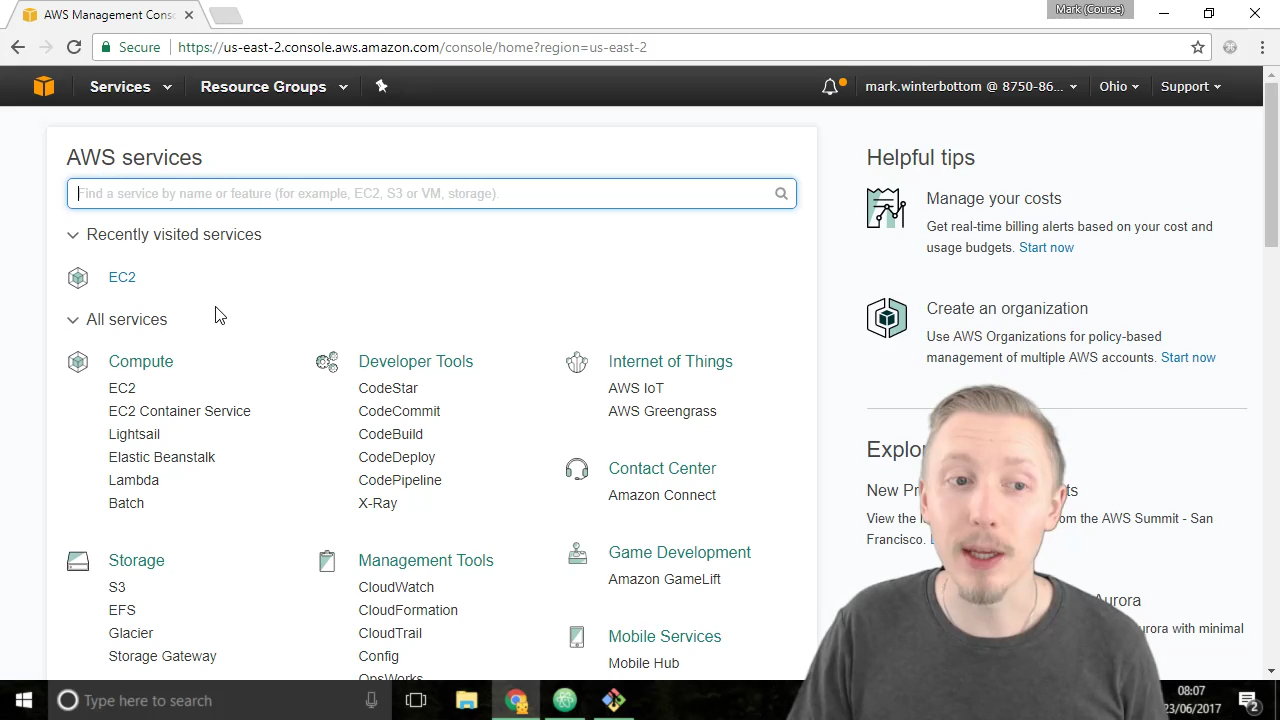 AWS Management Conso
Mark (Course)
Secure
https://us-east-2.console.aws.amazon.com/console/home?region=us-east-2
Services
Resource Groups
mark.winterbottom @ 8750-86...
Ohio
Support
AWS services
Find a service by name or feature (for example, EC2, S3 or VM, storage).
Recently visited services
EC2
All services
Compute
EC2
EC2 Container Service
Lightsail
Elastic Beanstalk
Lambda
Batch
Storage
S3
EFS
Glacier
Storage Gateway
Developer Tools
CodeStar
CodeCommit
CodeBuild
CodeDeploy
CodePipeline
X-Ray
Management Tools
CloudWatch
CloudFormation
CloudTrail
Config
OpsWorks
Internet of Things
AWS IoT
AWS Greengrass
Contact Center
Amazon Connect
Game Development
Amazon GameLift
Mobile Services
Mobile Hub
Helpful tips
Manage your costs
Get real-time billing alerts based on your cost and
usage budgets. Start now
Create an organization
Use AWS Organizations for policy-based
management of multiple AWS accounts. Start now
New
View the
om the AWS Summit - San
Francisco.
Aurora
with minimal
Type here to search
08:07
23/06/2017
2